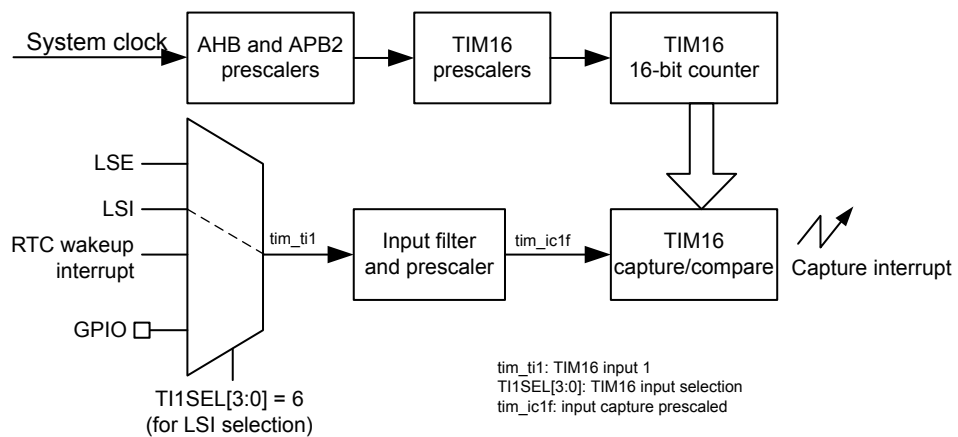 System clock
AHB and APB2
prescalers
TIM16
prescalers
TIM16
16-bit counter
LSE
LSI
RTC wakeup
interrupt
GPIO
tim_ti1
Input filter
and prescaler
tim_ic1f
TIM16
capture/compare
Capture interrupt
TI1SEL[3:0] = 6
(for LSI selection)
tim_ti1: TIM16 input 1
TI1SEL[3:0]: TIM16 input selection
tim_ic1f: input capture prescaled